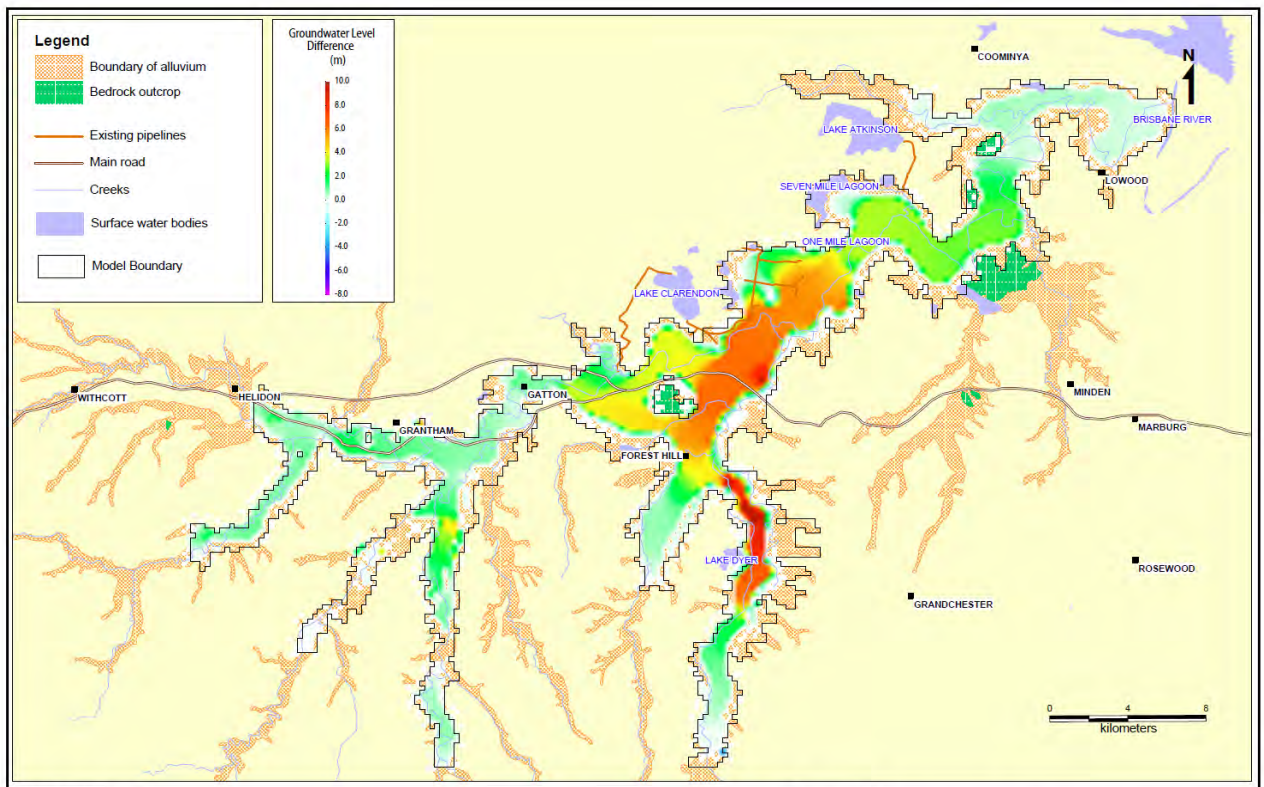 Legend
Boundary of alluvium
Bedrock outcrop
Existing pipelines
Main road
Creeks
Surface water bodies
Model Boundary
Groundwater Level
Difference
(m)
10.0
8.0
6.0
4.0
2.0
0.0
-2.0
-4.0
-6.0
-8.0
COOMINYA
N
BRISBANE RIVER
LAKE ATKINSON
LOWOOD
SEVEN MILE LAGOON
ONE MILE LAGOON
LAKE CLARENDON
WITHCOTT
HELIDON
GATTON
MINDEN
GRANTHAM
MARBURG
FOREST HILL
LAKE DYER
ROSEWOOD
GRANDCHESTER
0 4 8
kilometers